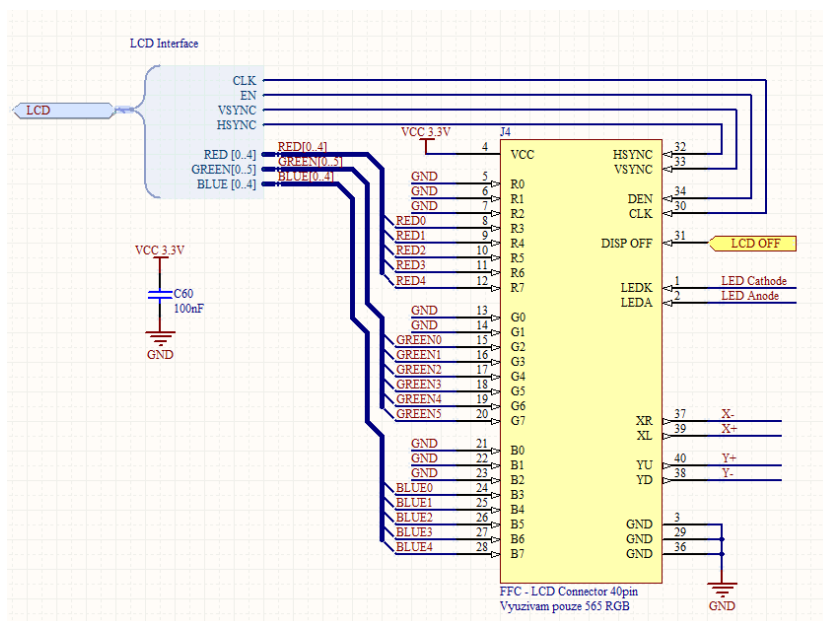 LCD Interface
LCD
CLK
EN
VSYNC
HSYNC
RED [0..4]
GREEN[0..5]
BLUE [0..4]
RED[0..4]
GREEN[0..5]
BLUE[0..4]
VCC 3.3V
C60
100nF
GND
VCC 3.3V
J4
4 VCC
GND 5 R0
GND 6 R1
GND 7 R2
RED0 8 R3
RED1 9 R4
RED2 10 R5
RED3 11 R6
RED4 12 R7
GND 13 G0
GND 14 G1
GREEN0 15 G2
GREEN1 16 G3
GREEN2 17 G4
GREEN3 18 G5
GREEN4 19 G6
GREEN5 20 G7
GND 21 B0
GND 22 B1
GND 23 B2
BLUE0 24 B3
BLUE1 25 B4
BLUE2 26 B5
BLUE3 27 B6
BLUE4 28 B7
HSYNC 32
VSYNC 33
DEN 34
CLK 30
DISP OFF 31 LCD OFF
LEDK 1 LED Cathode
LEDA 2 LED Anode
XR 37 X-
XL 39 X+
YU 40 Y+
YD 38 Y-
GND 3
GND 29
GND 36
GND
FFC - LCD Connector 40pin
Vyuzivam pouze 565 RGB